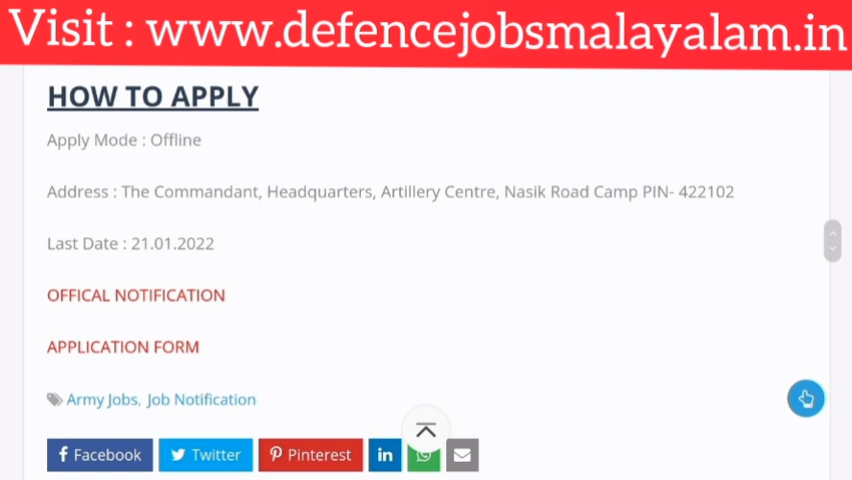 Visit : www.defencejobsmalayalam.in
HOW TO APPLY
Apply Mode : Offline
Address : The Commandant, Headquarters, Artillery Centre, Nasik Road Camp PIN- 422102
Last Date : 21.01.2022
OFFICAL NOTIFICATION
APPLICATION FORM
Army Jobs, Job Notification
Facebook Twitter Pinterest in